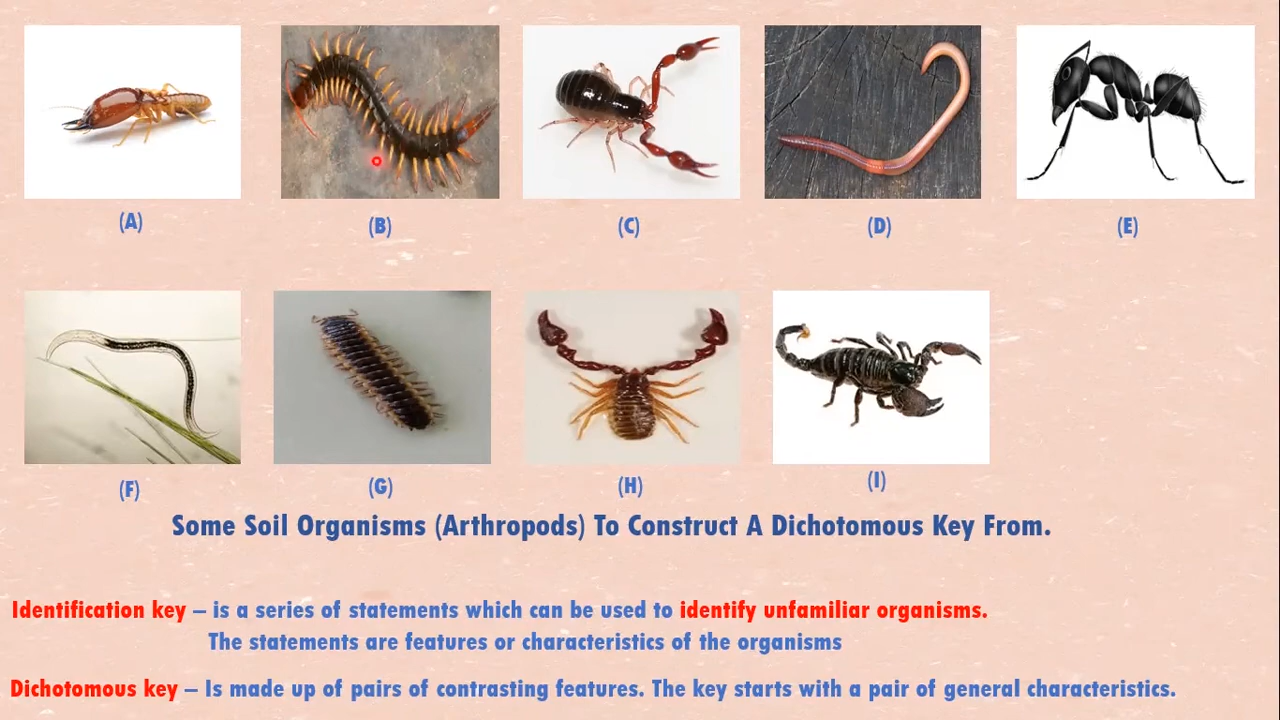 (A)
(B)
(C)
(D)
(E)
(F)
(G)
(H)
(I)
Some Soil Organisms (Arthropods) To Construct A Dichotomous Key From.
Identification key – is a series of statements which can be used to identify unfamiliar organisms.
The statements are features or characteristics of the organisms
Dichotomous key – Is made up of pairs of contrasting features. The key starts with a pair of general characteristics.